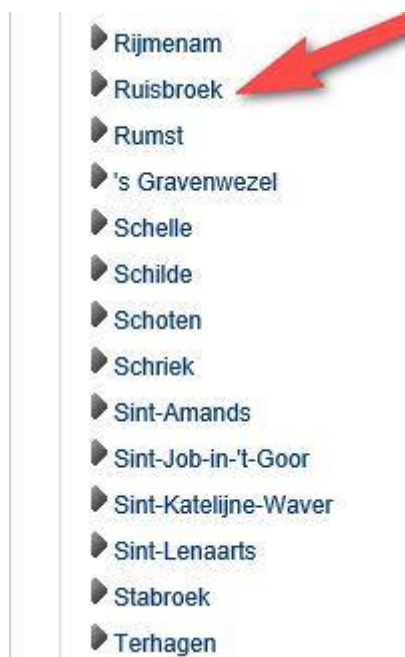 Rijmenam
Ruisbroek
Rumst
's Gravenwezel
Schelle
Schilde
Schoten
Schriek
Sint-Amands
Sint-Job-in-'t-Goor
Sint-Katelijne-Waver
Sint-Lenaarts
Stabroek
Terhagen